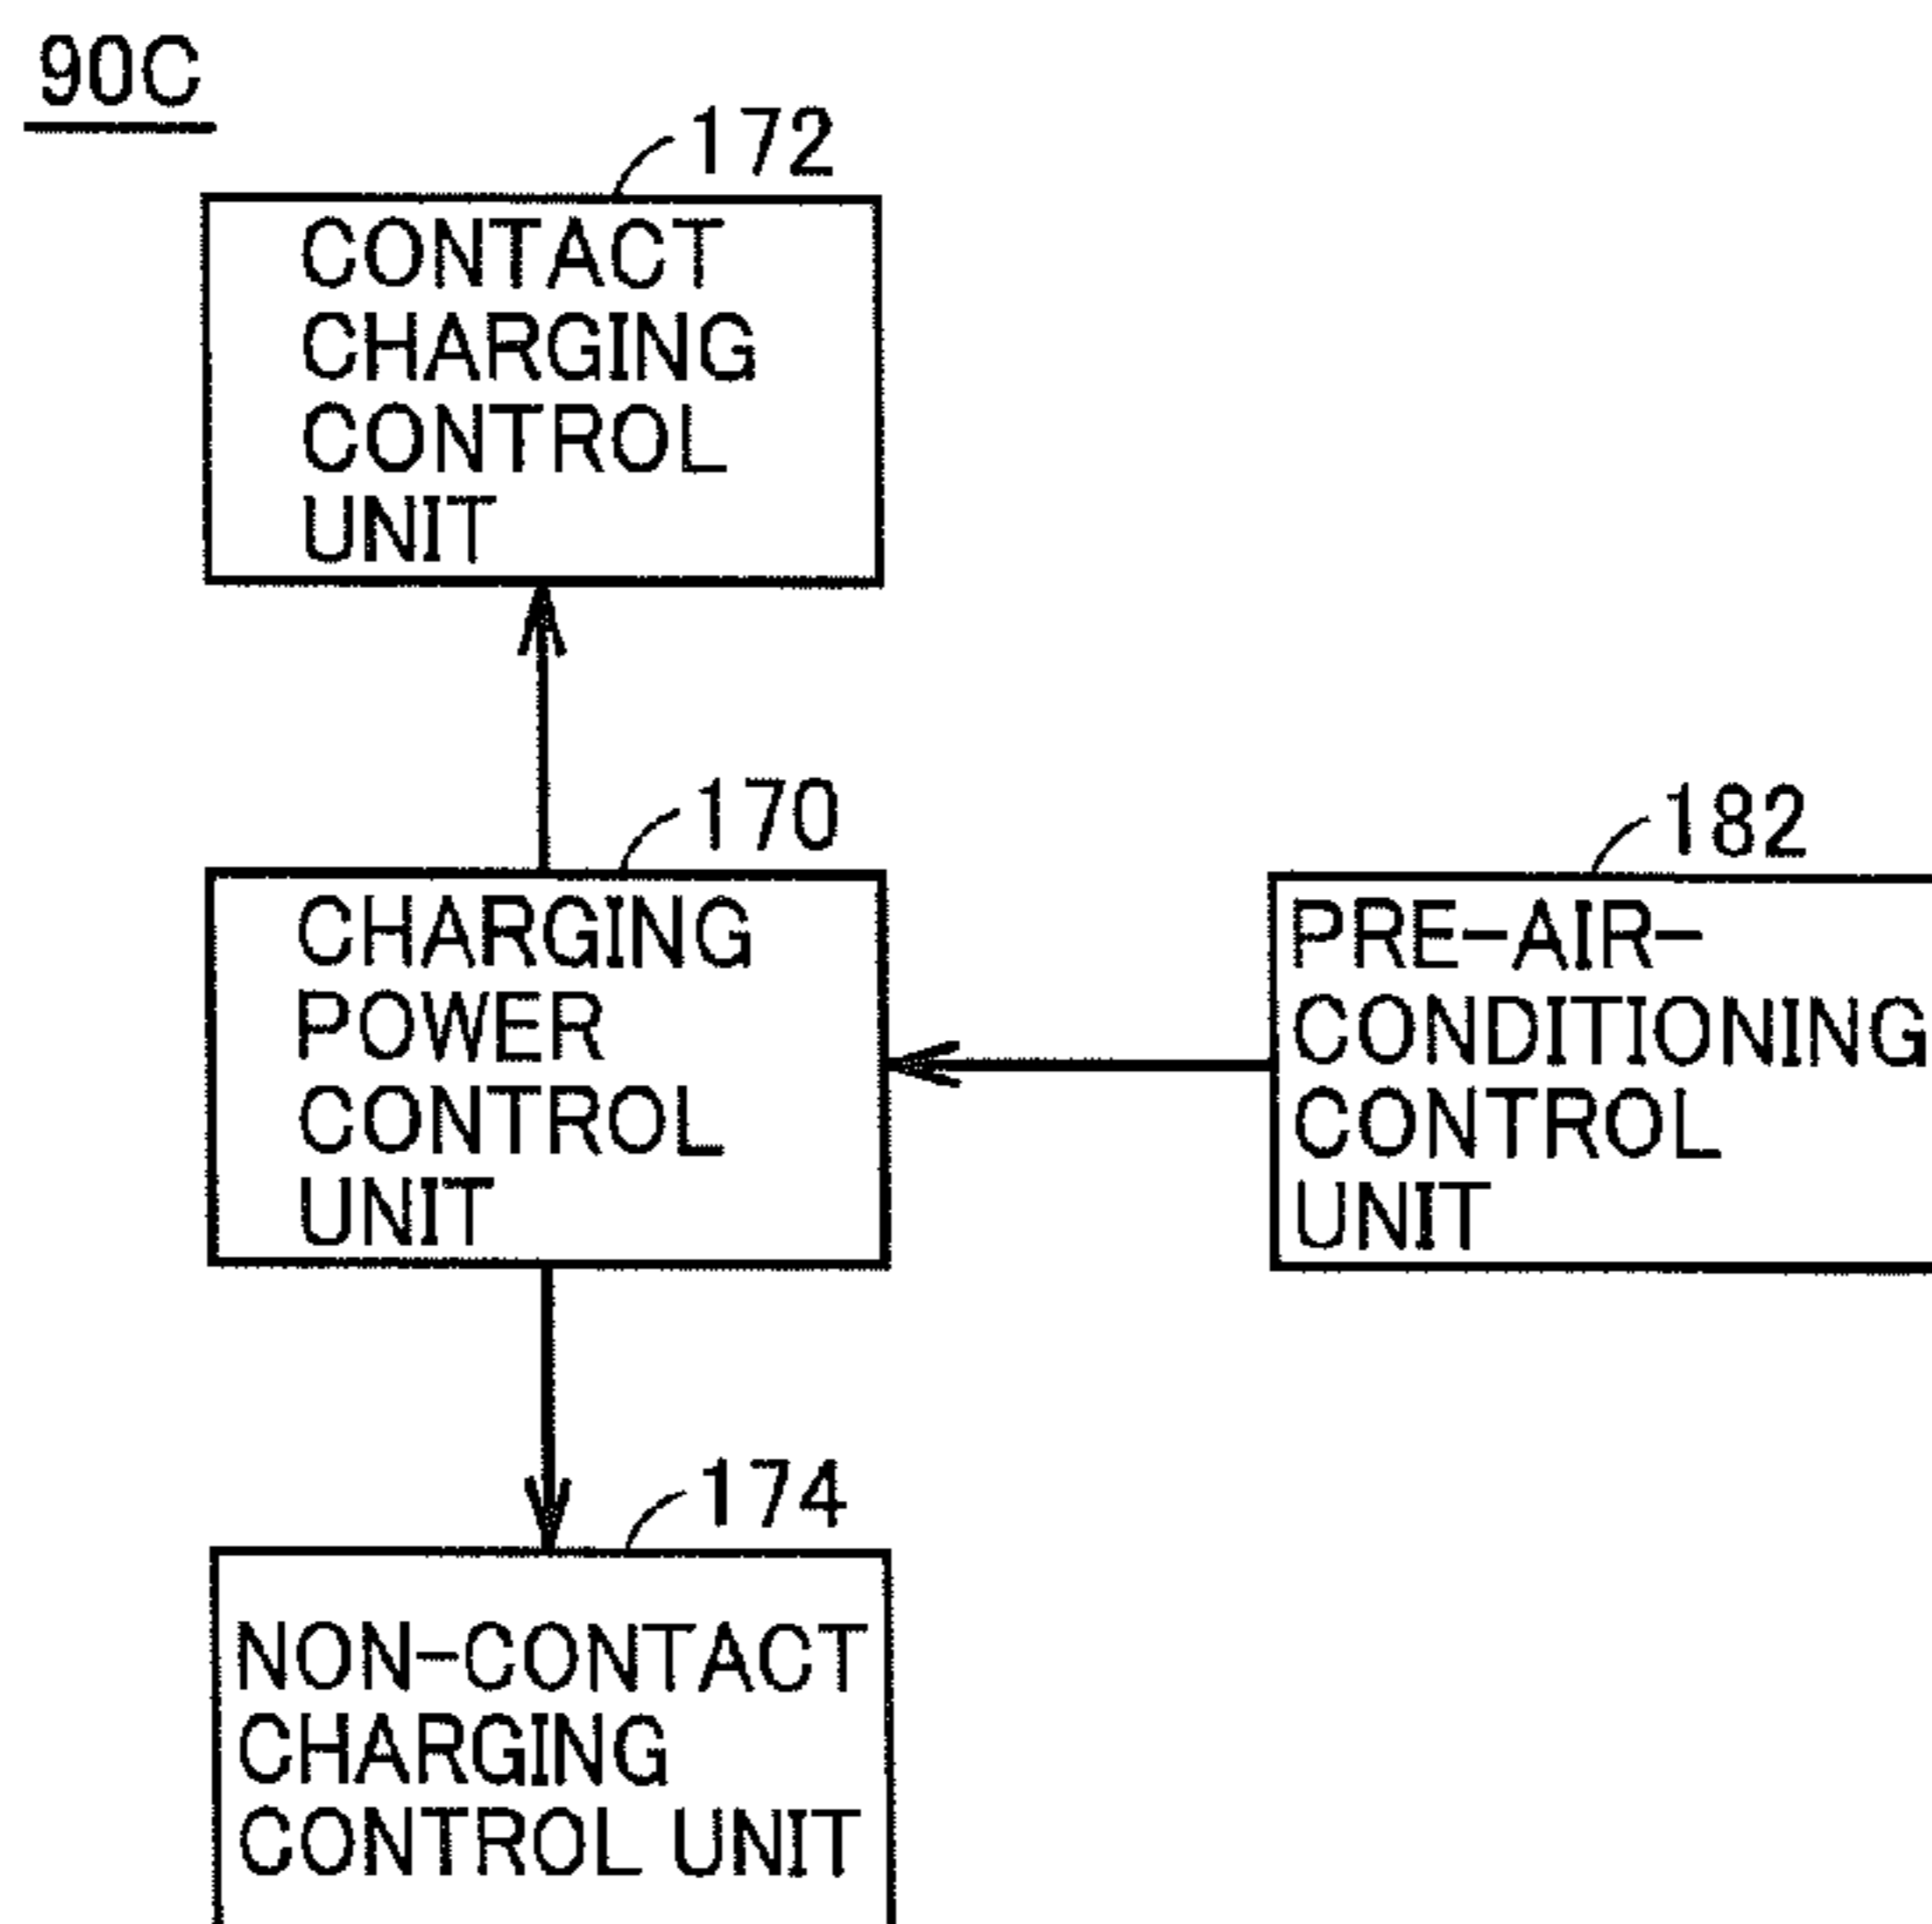 90C
172
CONTACT
CHARGING
CONTROL
UNIT
170
CHARGING
POWER
CONTROL
UNIT
182
PRE-AIR-
CONDITIONING
CONTROL
UNIT
174
NON-CONTACT
CHARGING
CONTROL UNIT